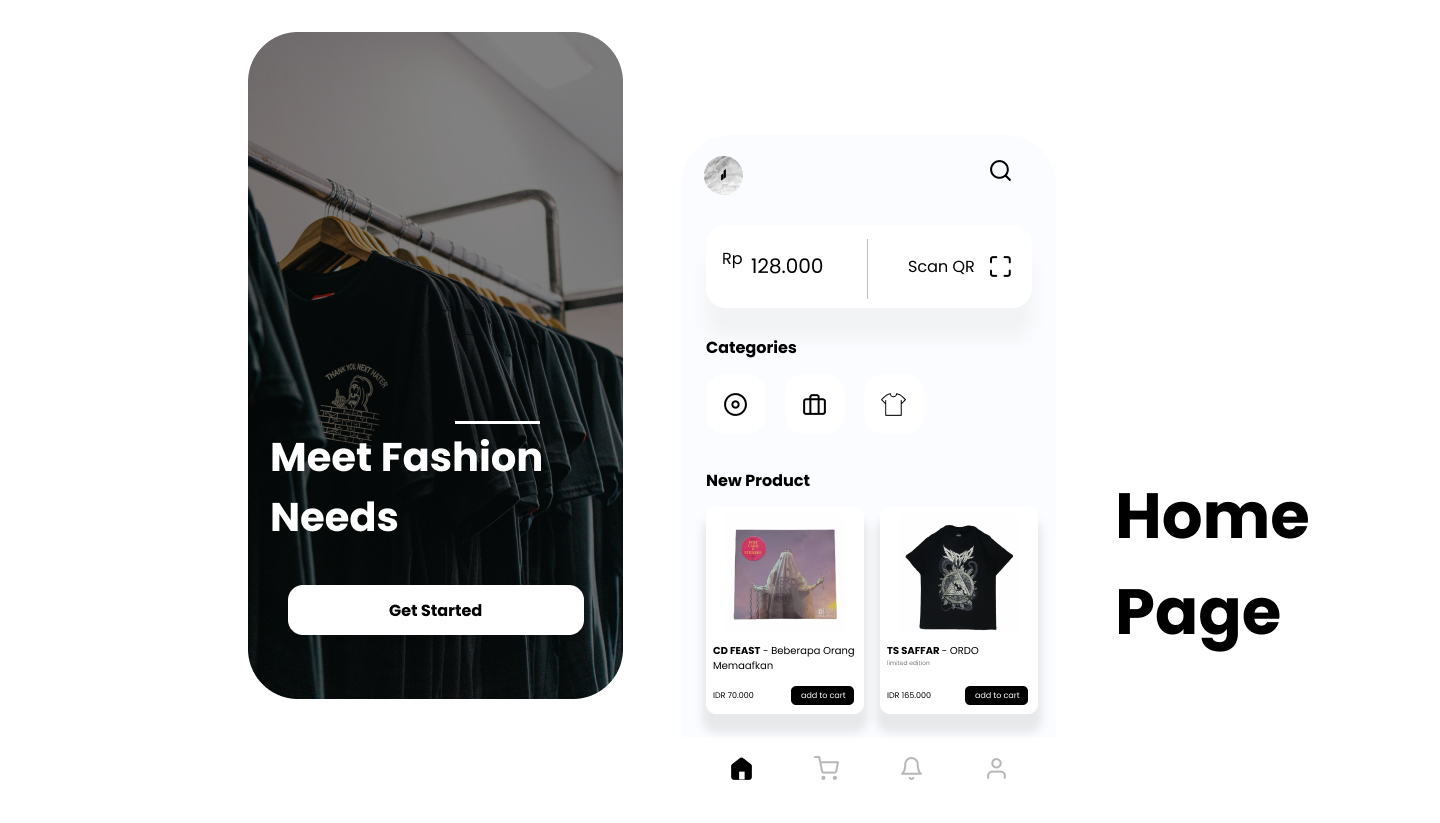 THANK YOU, NEXT HATER
Meet Fashion
Needs
Get Started
Rp 128.000
Scan QR
Categories
New Product
CD FEAST - Beberapa Orang
Memaafkan
IDR 70.000
add to cart
TS SAFFAR - ORDO
limited edition
IDR 165.000
add to cart
Home
Page